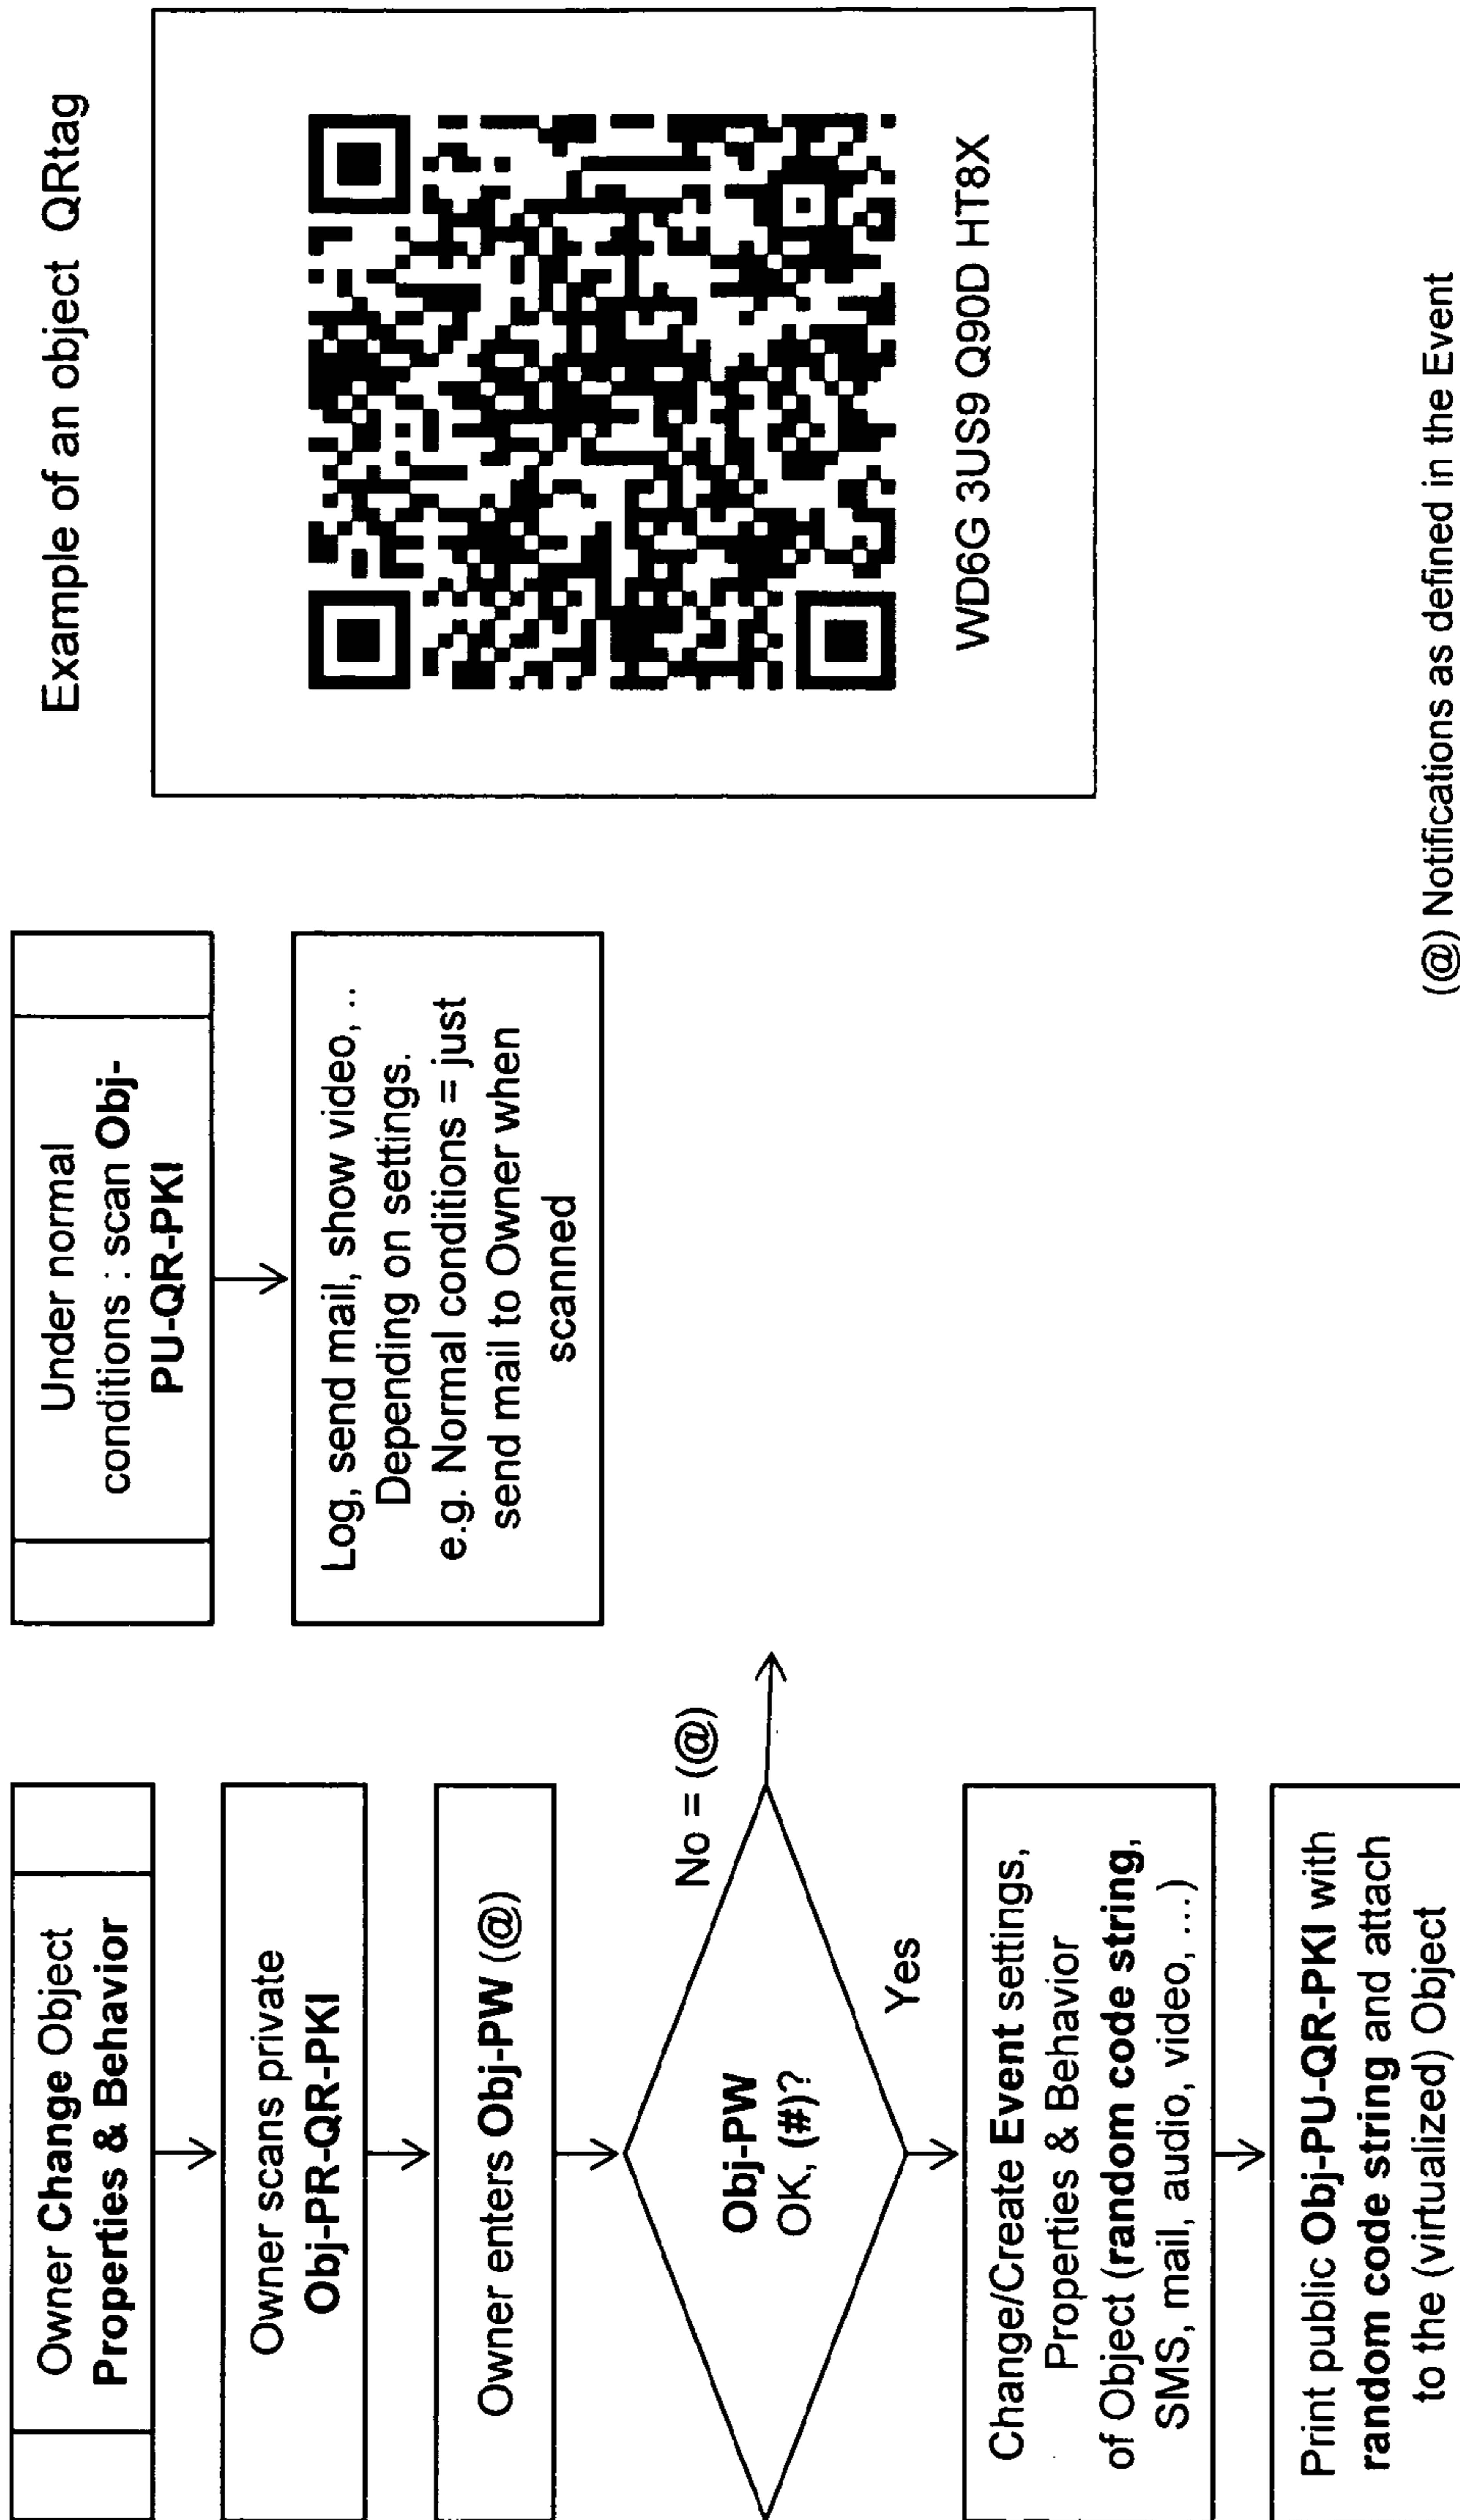 Owner Change Object
Properties & Behavior
Owner scans private
Obj-PR-QR-PKI
Owner enters Obj-PW (@)
Obj-PW
OK, (#)?
No = (@)
Yes
Change/Create Event settings,
Properties & Behavior
of Object (random code string,
SMS, mail, audio, video, ...)
Print public Obj-PU-QR-PKI with
random code string and attach
to the (virtualized) Object
Under normal
conditions : scan Obj-
PU-QR-PKI
Log, send mail, show video, ..
Depending on settings.
e.g. Normal conditions = just
send mail to Owner when
scanned
Example of an object QRtag
WD6G 3US9 Q90D HT8X
(@) Notifications as defined in the Event